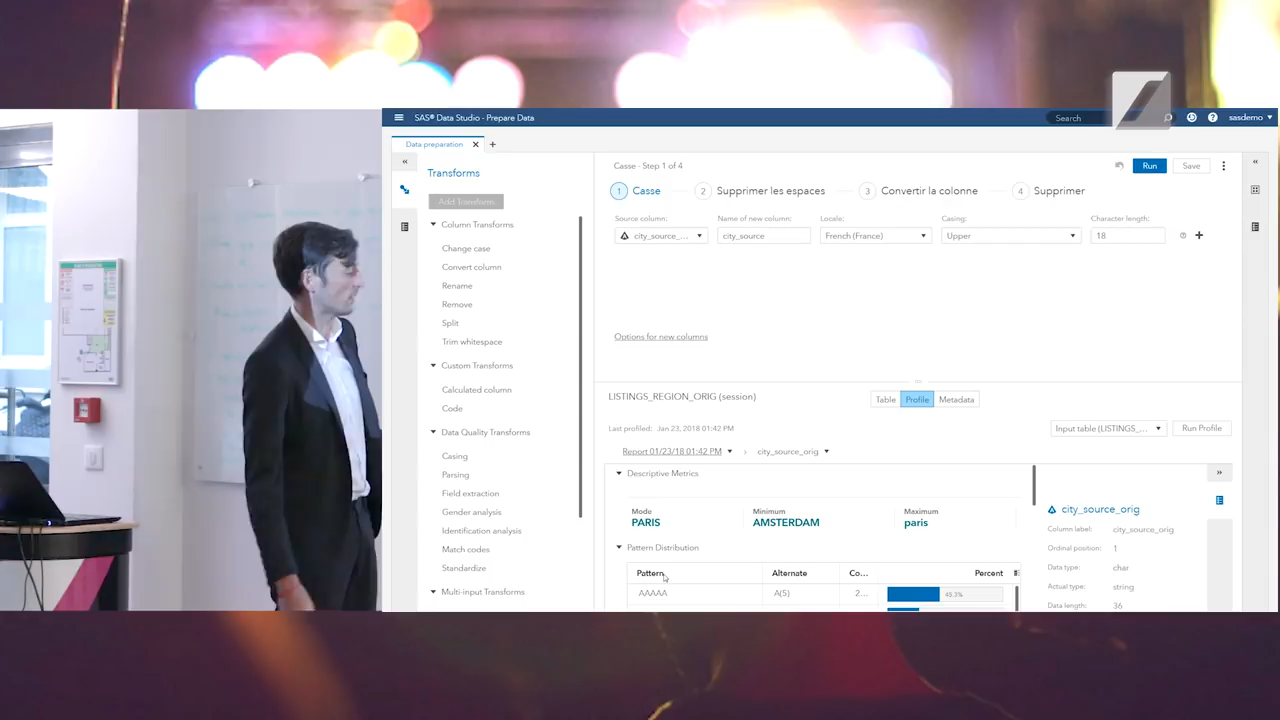 SAS® Data Studio - Prepare Data
Search
sasdemo
Data preparation
Transforms
Add Transform
Column Transforms
Change case
Convert column
Rename
Remove
Split
Trim whitespace
Custom Transforms
Calculated column
Code
Data Quality Transforms
Casing
Parsing
Field extraction
Gender analysis
Identification analysis
Match codes
Standardize
Multi-input Transforms
Casse - Step 1 of 4
Run
Save
1 Casse
2 Supprimer les espaces
3 Convertir la colonne
4 Supprimer
Source column:
Name of new column:
Locale:
Casing:
Character length:
city_source_...
city_source
French (France)
Upper
18
Options for new columns
LISTINGS_REGION_ORIG (session)
Table
Profile
Metadata
Last profiled: Jan 23, 2018 01:42 PM
Input table (LISTINGS_...
Run Profile
Report 01/23/18 01:42 PM
city_source_orig
Descriptive Metrics
Mode
Minimum
Maximum
PARIS
AMSTERDAM
paris
Pattern Distribution
Pattern
Alternate
Co...
Percent
AAAAA
A(5)
2...
45.3%
city_source_orig
Column label: city_source_orig
Ordinal position: 1
Data type: char
Actual type: string
Data length: 36